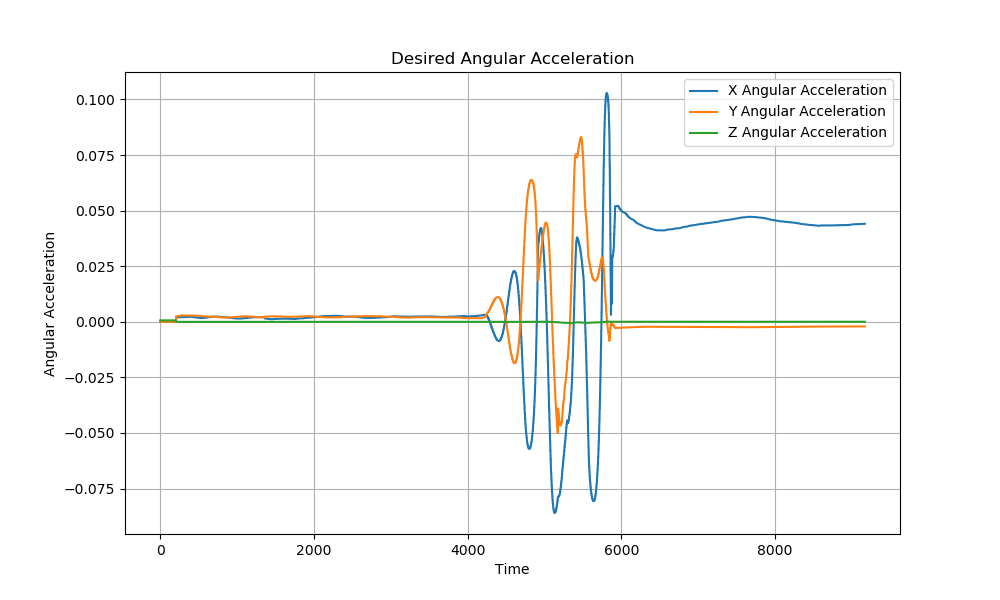 Desired Angular Acceleration
X Angular Acceleration
Y Angular Acceleration
Z Angular Acceleration
Angular Acceleration
0.100
0.075
0.050
0.025
0.000
−0.025
−0.050
−0.075
0 2000 4000 6000 8000
Time